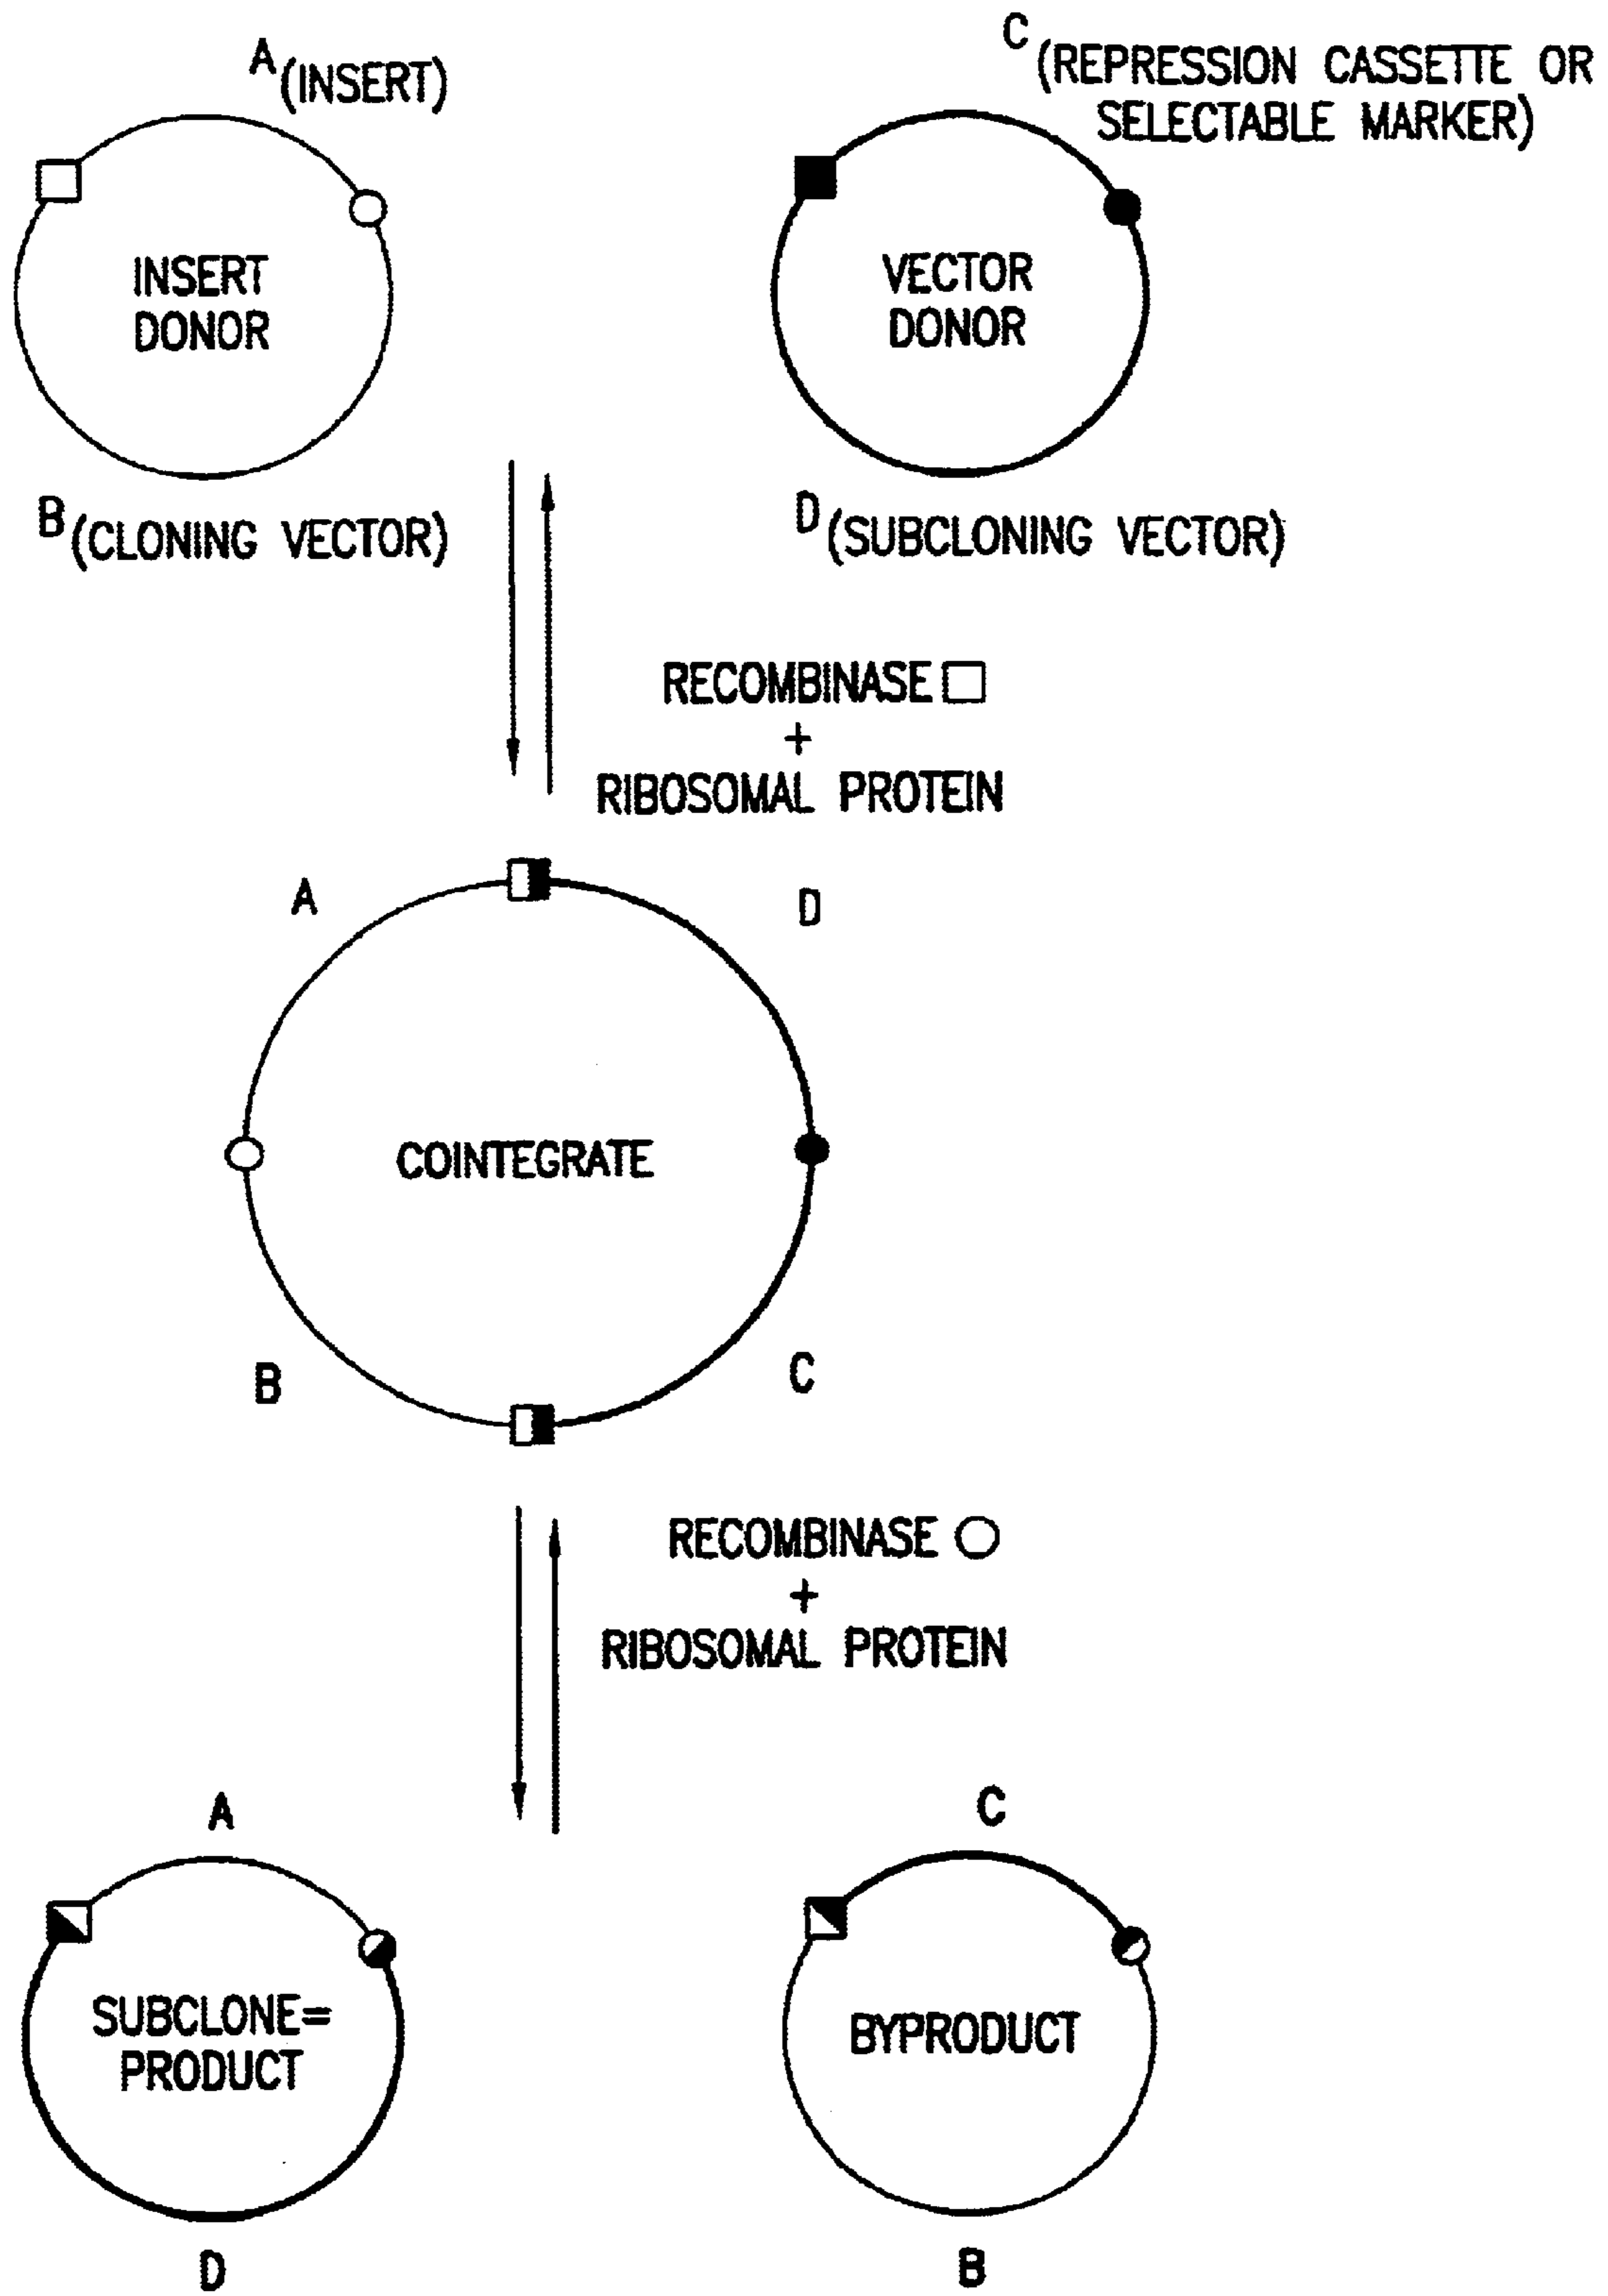 A (INSERT)
C (REPRESSION CASSETTE OR
SELECTABLE MARKER)
INSERT
DONOR
VECTOR
DONOR
B (CLONING VECTOR)
D (SUBCLONING VECTOR)
RECOMBINASE
+
RIBOSOMAL PROTEIN
A
D
COINTEGRATE
B
C
RECOMBINASE
+
RIBOSOMAL PROTEIN
A
C
SUBCLONE=
PRODUCT
BYPRODUCT
D
B